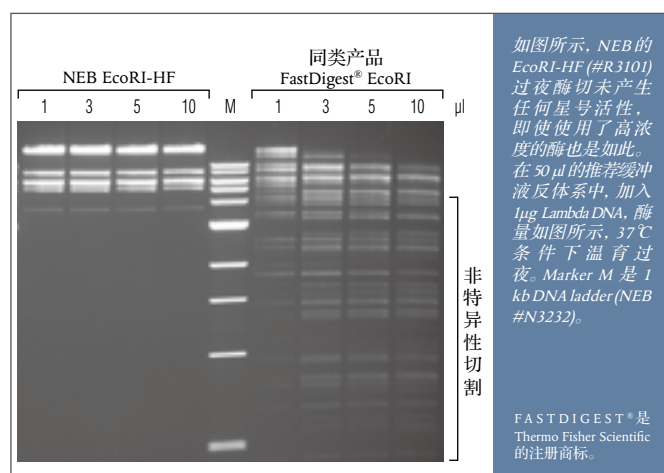 同类产品
NEB EcoRI-HF
FastDigest® EcoRI
1 3 5 10 M 1 3 5 10 µl
非特异性切割
如图所示, NEB的
EcoRI-HF (#R3101)
过夜酶切未产生
任何星号活性，
即使使用了高浓
度的酶也是如此。
在 50 µl 的推荐缓冲
液反体系中, 加入
1µg Lambda DNA, 酶
量如图所示, 37℃
条件下温育过
夜。Marker M 是 1
kb DNA ladder (NEB
#N3232)。
FASTDIGEST®是
Thermo Fisher Scientific
的注册商标。